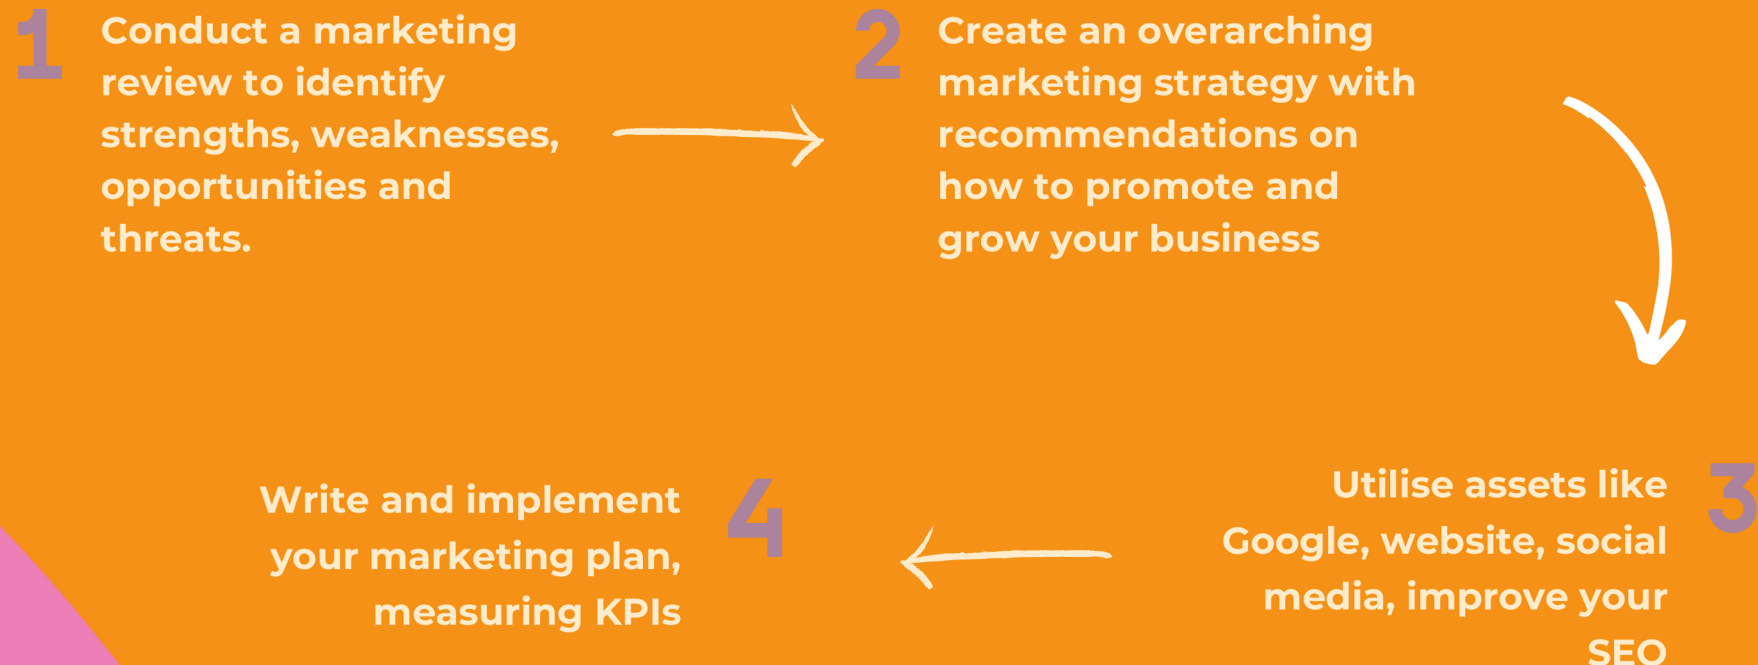 1
Conduct a marketing
review to identify
strengths, weaknesses,
opportunities and
threats.
2
Create an overarching
marketing strategy with
recommendations on
how to promote and
grow your business
3
Utilise assets like
Google, website, social
media, improve your
SEO
4
Write and implement
your marketing plan,
measuring KPIs